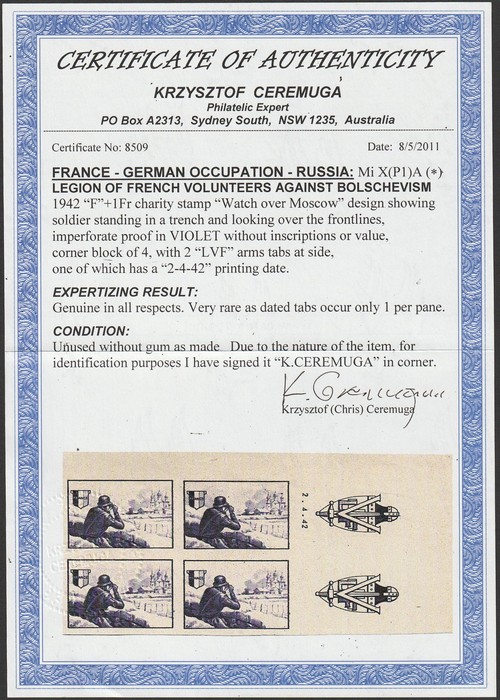 CERTIFICATE OF AUTHENTICITY
KRZYSZTOF CEREMUGA
Philatelic Expert
PO Box A2313, Sydney South, NSW 1235, Australia
Certificate No: 8509 Date: 8/5/2011
FRANCE - GERMAN OCCUPATION - RUSSIA: Mi X(P1)A (*)
LEGION OF FRENCH VOLUNTEERS AGAINST BOLSCHEVISM
1942 “F”+1Fr charity stamp “Watch over Moscow” design showing
soldier standing in a trench and looking over the frontlines,
imperforate proof in VIOLET without inscriptions or value,
corner block of 4, with 2 “LVF” arms tabs at side,
one of which has a “2-4-42” printing date.
EXPERTIZING RESULT:
Genuine in all respects. Very rare as dated tabs occur only 1 per pane.
CONDITION:
Unused without gum as made. Due to the nature of the item, for
identification purposes I have signed it “K.CEREMUGA” in corner.
K. Ceremuga
Krzysztof (Chris) Ceremuga
2.4.42